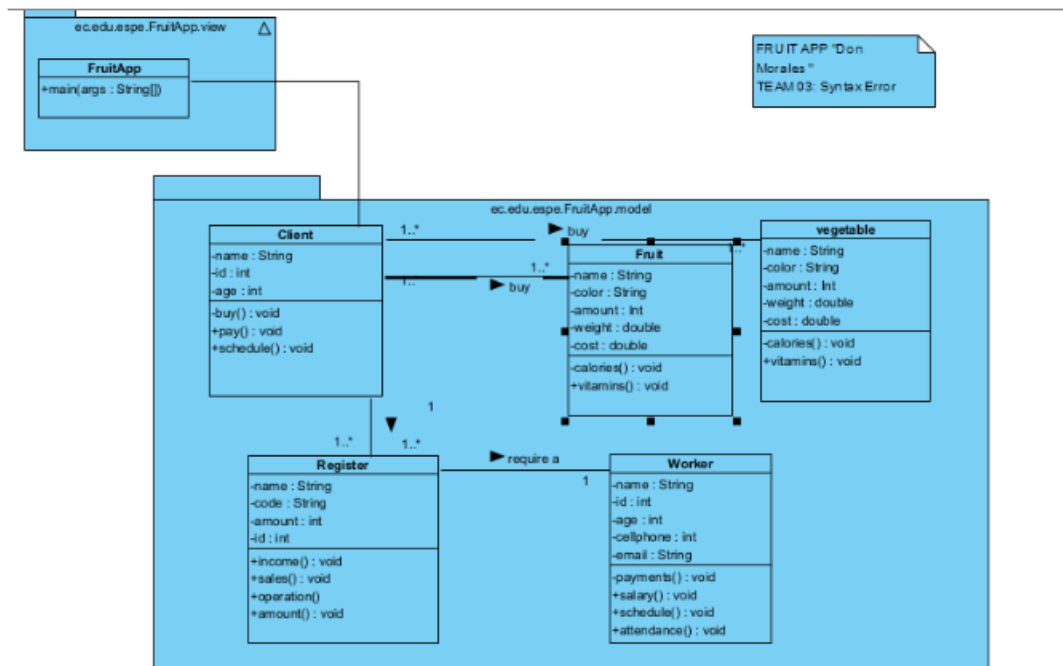 ec.edu.espe.FruitApp.view
FruitApp
+main(args : String[])
FRUIT APP "Don
Morales "
TEAM 03: Syntax Error
ec.edu.espe.FruitApp.model
Client
-name : String
-id : int
-age : int
-buy() : void
+pay() : void
+schedule() : void
1..*
buy
1..*
1..
1..*
buy
Fruit
-name : String
-color : String
-amount : Int
-weight : double
-cost : double
-calories() : void
+vitamins() : void
vegetable
-name : String
-color : String
-amount : Int
-weight : double
-cost : double
-calories() : void
+vitamins() : void
1
1..*
1..*
require a
1
Register
-name : String
-code : String
-amount : int
-id : int
+income() : void
+sales() : void
+operation()
+amount() : void
Worker
-name : String
-id : int
-age : int
-cellphone : int
-email : String
-payments() : void
+salary() : void
+schedule() : void
+attendance() : void